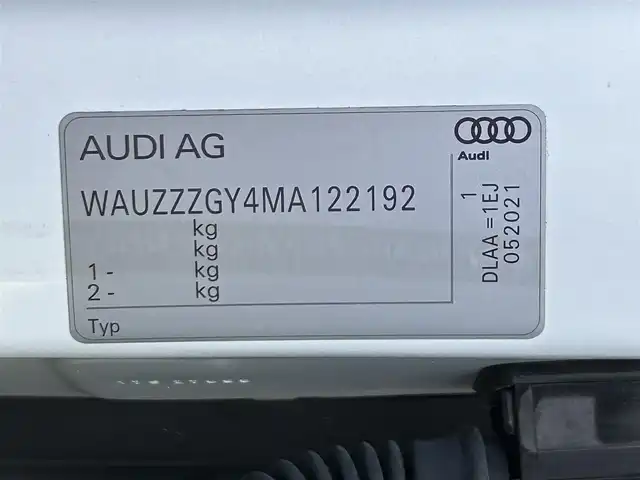 AUDI AG
Audi
WAUZZZGY4MA122192
kg
kg
1 - kg
2 - kg
Typ
1
DLAA = 1EJ
052021